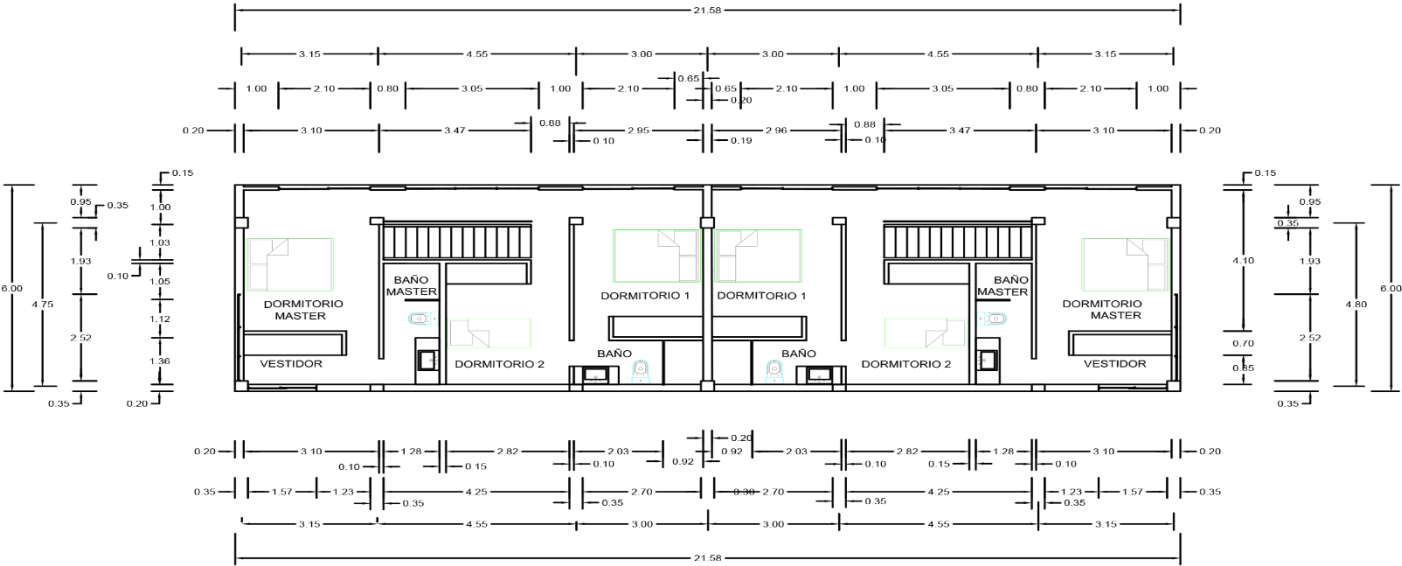 21.58
3.15 4.55 3.00 3.00 4.55 3.15
0.65
1.00 2.10 0.80 3.05 1.00 2.10 0.65 2.10 1.00 3.05 0.80 2.10 1.00
0.20
0.88 0.88
0.20 3.10 3.47 2.95 2.96 3.47 3.10 0.20
0.10 0.19 0.10
0.15 0.15
0.95 0.35 1.00 0.95
0.35
1.03
1.93 4.10 1.93
0.10
1.05
6.00 4.75 4.80 6.00
1.12
2.52 0.70 2.52
1.36
0.85
0.35 0.20 0.35
BAÑO
MASTER
DORMITORIO
MASTER
VESTIDOR
DORMITORIO 2
DORMITORIO 1
BAÑO
DORMITORIO 1
BAÑO
DORMITORIO 2
BAÑO
MASTER
DORMITORIO
MASTER
VESTIDOR
0.20
0.20 3.10 1.28 2.82 2.03 0.92 2.03 2.82 1.28 3.10 0.20
0.10 0.15 0.10 0.92 0.10 0.15 0.10
0.35 1.57 1.23 4.25 2.70 0.30 2.70 4.25 1.23 1.57 0.35
0.35 0.35 0.35 0.35
3.15 4.55 3.00 3.00 4.55 3.15
21.58